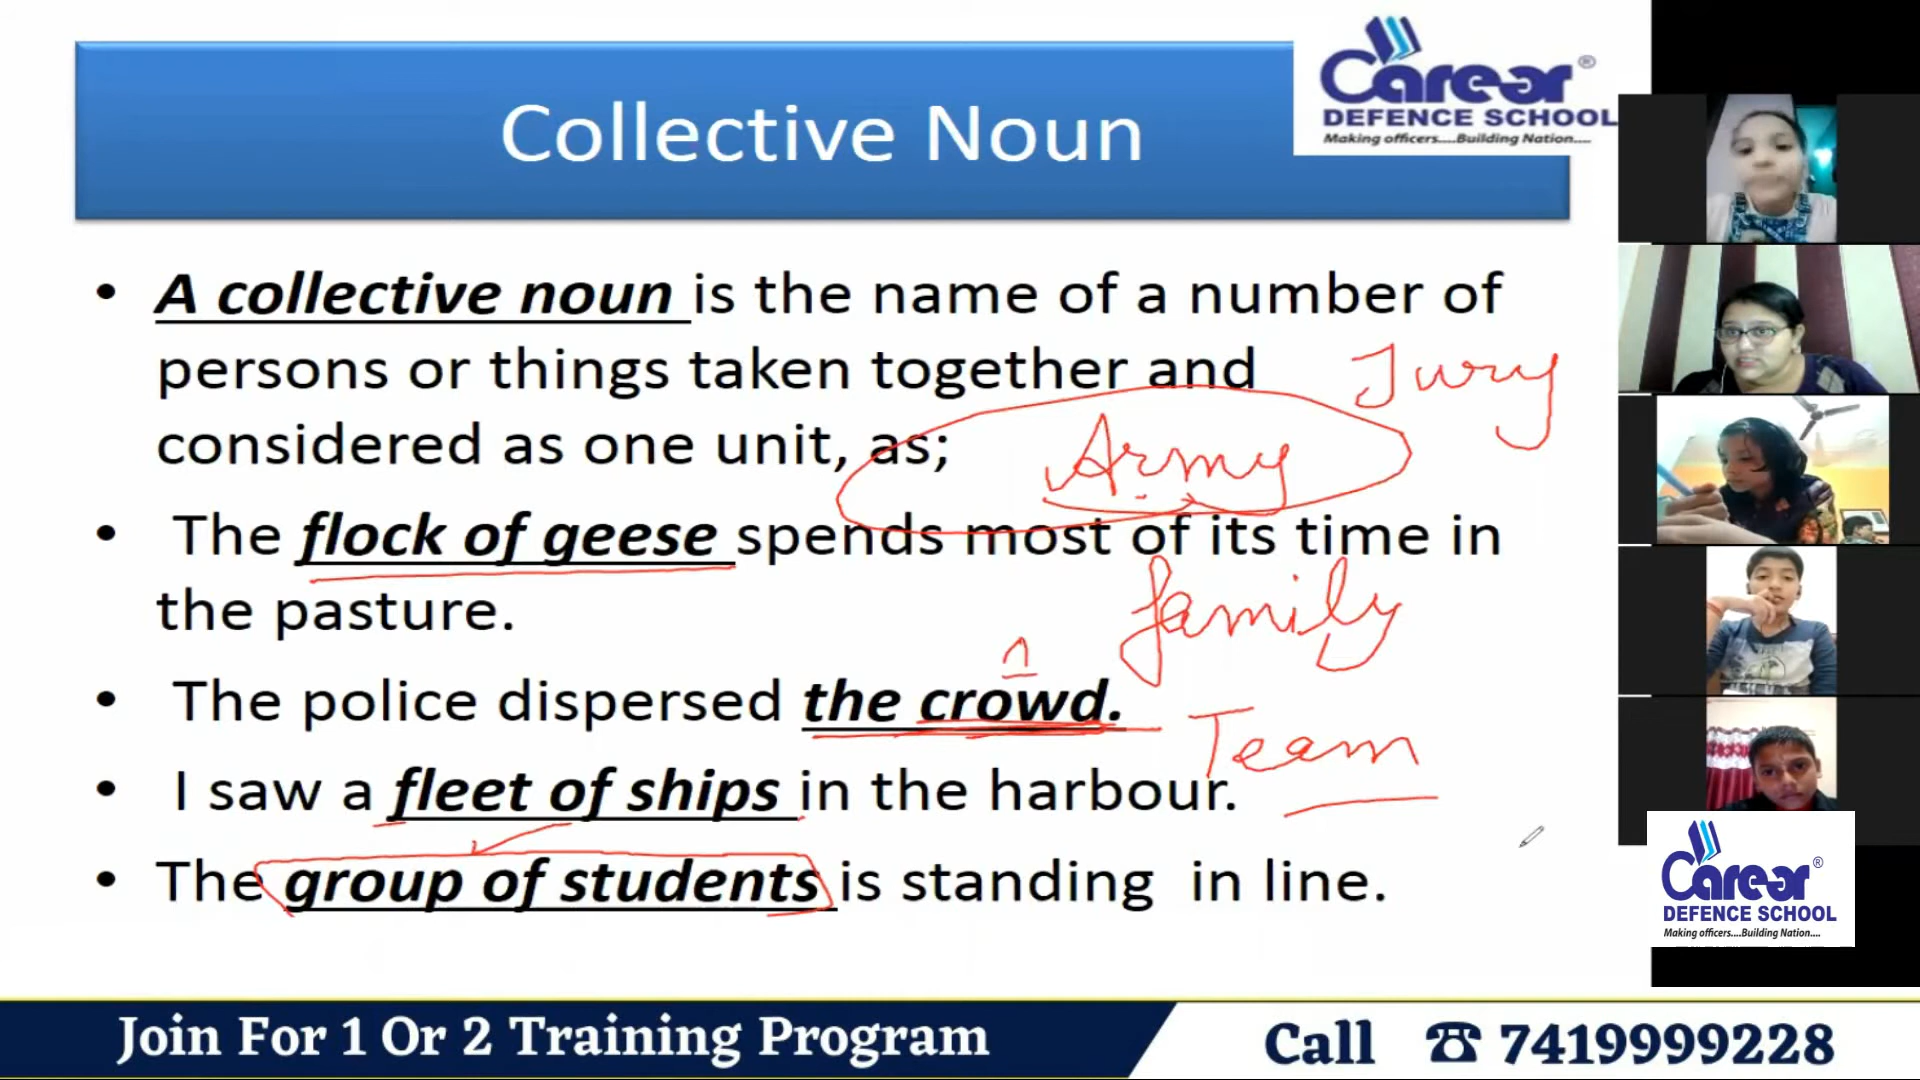 Collective Noun
Carear®
DEFENCE SCHOOL
Making officers....Building Nation....
• A collective noun is the name of a number of
persons or things taken together and
Jury
considered as one unit, as;
Army
• The flock of geese spends most of its time in
the pasture.
family
1
• The police dispersed the crowd.
Team
• I saw a fleet of ships in the harbour.
• The group of students is standing in line.
Carear®
DEFENCE SCHOOL
Making officers....Building Nation....
Join For 1 Or 2 Training Program
Call ☎ 7419999228